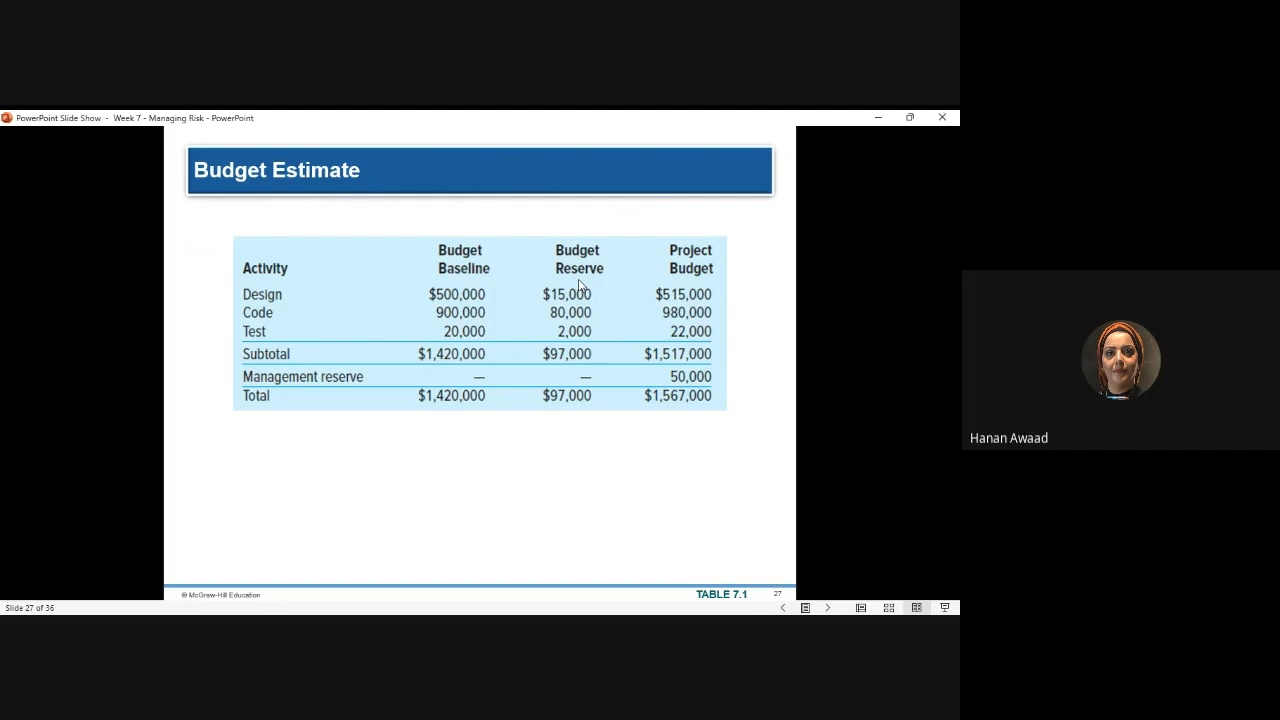 PowerPoint Slide Show - Week 7 - Managing Risk - PowerPoint
Budget Estimate
Activity Budget Baseline Budget Reserve Project Budget
Design $500,000 $15,000 $515,000
Code 900,000 80,000 980,000
Test 20,000 2,000 22,000
Subtotal $1,420,000 $97,000 $1,517,000
Management reserve — — 50,000
Total $1,420,000 $97,000 $1,567,000
© McGraw-Hill Education TABLE 7.1 27
Slide 27 of 36
Hanan Awaad